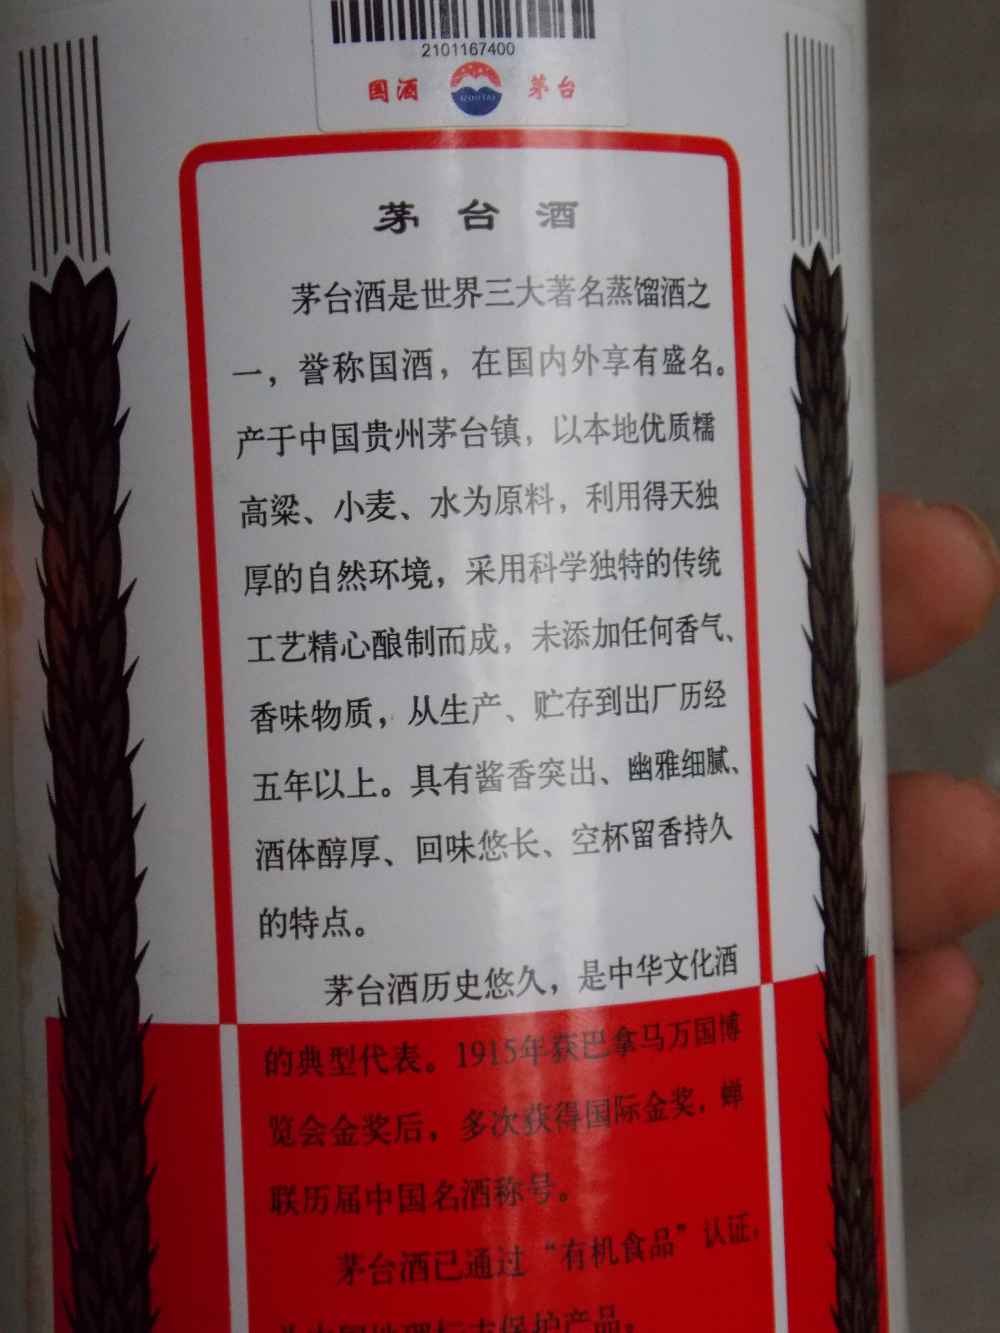 2101167400
国酒 茅台
茅台酒
茅台酒是世界三大著名蒸馏酒之
一，誉称国酒，在国内外享有盛名。
产于中国贵州茅台镇，以本地优质糯
高粱、小麦、水为原料，利用得天独
厚的自然环境，采用科学独特的传统
工艺精心酿制而成，未添加任何香气、
香味物质，从生产、贮存到出厂历经
五年以上。具有酱香突出、幽雅细腻、
酒体醇厚、回味悠长、空杯留香持久
的特点。
茅台酒历史悠久，是中华文化酒
的典型代表。1915年获巴拿马万国博
览会金奖后，多次获得国际金奖，蝉
联历届中国名酒称号。
茅台酒已通过“有机食品”认证，
保护产品。